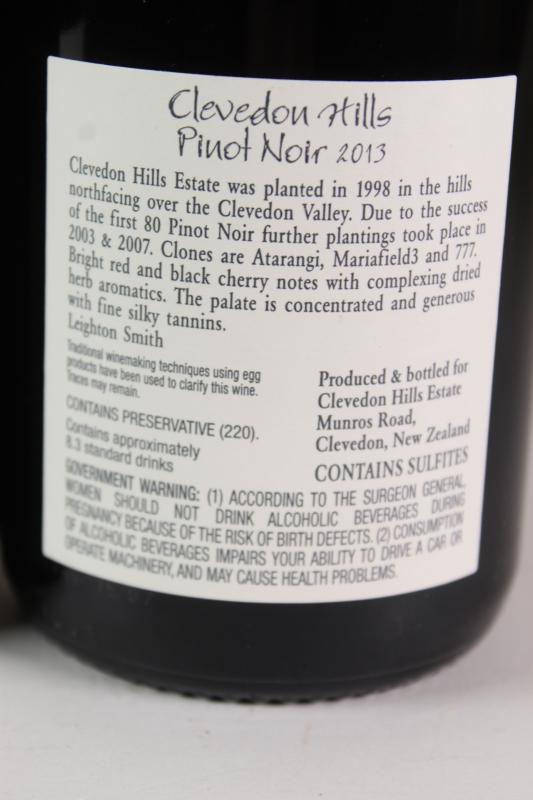 Clevedon Hills
Pinot Noir 2013
Clevedon Hills Estate was planted in 1998 in the hills
northfacing over the Clevedon Valley. Due to the success
of the first 80 Pinot Noir further plantings took place in
2003 & 2007. Clones are Atarangi, Mariafield3 and 777.
Bright red and black cherry notes with complexing dried
herb aromatics. The palate is concentrated and generous
with fine silky tannins.
Leighton Smith
Traditional winemaking techniques using egg
products have been used to clarify this wine.
Traces may remain.
CONTAINS PRESERVATIVE (220).
Contains approximately
8.3 standard drinks
Produced & bottled for
Clevedon Hills Estate
Munros Road,
Clevedon, New Zealand
CONTAINS SULFITES
GOVERNMENT WARNING: (1) ACCORDING TO THE SURGEON GENERAL,
WOMEN SHOULD NOT DRINK ALCOHOLIC BEVERAGES DURING
PREGNANCY BECAUSE OF THE RISK OF BIRTH DEFECTS. (2) CONSUMPTION
OF ALCOHOLIC BEVERAGES IMPAIRS YOUR ABILITY TO DRIVE A CAR OR
OPERATE MACHINERY, AND MAY CAUSE HEALTH PROBLEMS.